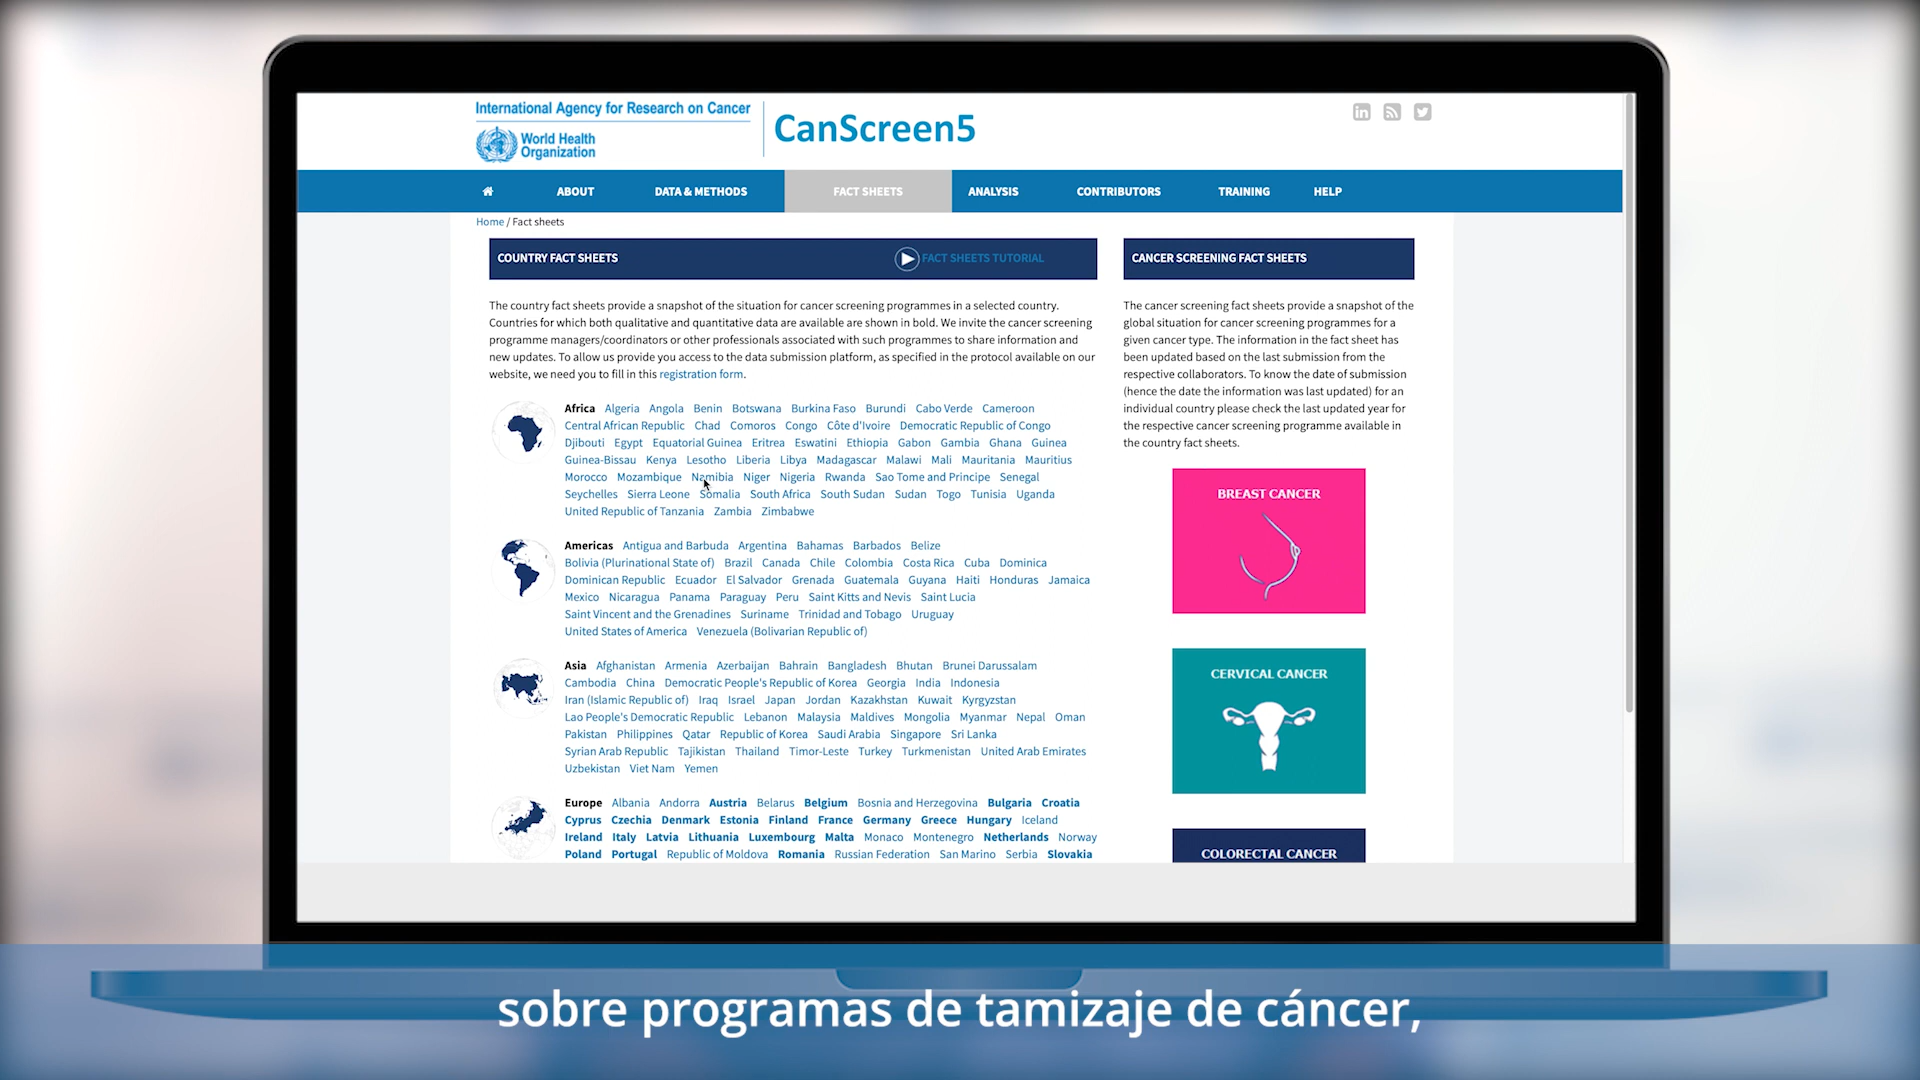 International Agency for Research on Cancer
World Health
Organization
CanScreen5
ABOUT DATA & METHODS FACT SHEETS ANALYSIS CONTRIBUTORS TRAINING HELP
Home / Fact sheets
COUNTRY FACT SHEETS FACT SHEETS TUTORIAL
The country fact sheets provide a snapshot of the situation for cancer screening programmes in a selected country.
Countries for which both qualitative and quantitative data are available are shown in bold. We invite the cancer screening
programme managers/coordinators or other professionals associated with such programmes to share information and
new updates. To allow us provide you access to the data submission platform, as specified in the protocol available on our
website, we need you to fill in this registration form.
Africa Algeria Angola Benin Botswana Burkina Faso Burundi Cabo Verde Cameroon
Central African Republic Chad Comoros Congo Côte d'Ivoire Democratic Republic of Congo
Djibouti Egypt Equatorial Guinea Eritrea Eswatini Ethiopia Gabon Gambia Ghana Guinea
Guinea-Bissau Kenya Lesotho Liberia Libya Madagascar Malawi Mali Mauritania Mauritius
Morocco Mozambique Namibia Niger Nigeria Rwanda Sao Tome and Principe Senegal
Seychelles Sierra Leone Somalia South Africa South Sudan Sudan Togo Tunisia Uganda
United Republic of Tanzania Zambia Zimbabwe
Americas Antigua and Barbuda Argentina Bahamas Barbados Belize
Bolivia (Plurinational State of) Brazil Canada Chile Colombia Costa Rica Cuba Dominica
Dominican Republic Ecuador El Salvador Grenada Guatemala Guyana Haiti Honduras Jamaica
Mexico Nicaragua Panama Paraguay Peru Saint Kitts and Nevis Saint Lucia
Saint Vincent and the Grenadines Suriname Trinidad and Tobago Uruguay
United States of America Venezuela (Bolivarian Republic of)
Asia Afghanistan Armenia Azerbaijan Bahrain Bangladesh Bhutan Brunei Darussalam
Cambodia China Democratic People's Republic of Korea Georgia India Indonesia
Iran (Islamic Republic of) Iraq Israel Japan Jordan Kazakhstan Kuwait Kyrgyzstan
Lao People's Democratic Republic Lebanon Malaysia Maldives Mongolia Myanmar Nepal Oman
Pakistan Philippines Qatar Republic of Korea Saudi Arabia Singapore Sri Lanka
Syrian Arab Republic Tajikistan Thailand Timor-Leste Turkey Turkmenistan United Arab Emirates
Uzbekistan Viet Nam Yemen
Europe Albania Andorra Austria Belarus Belgium Bosnia and Herzegovina Bulgaria Croatia
Cyprus Czechia Denmark Estonia Finland France Germany Greece Hungary Iceland
Ireland Italy Latvia Lithuania Luxembourg Malta Monaco Montenegro Netherlands Norway
Poland Portugal Republic of Moldova Romania Russian Federation San Marino Serbia Slovakia
CANCER SCREENING FACT SHEETS
The cancer screening fact sheets provide a snapshot of the
global situation for cancer screening programmes for a
given cancer type. The information in the fact sheet has
been updated based on the last submission from the
respective collaborators. To know the date of submission
(hence the date the information was last updated) for an
individual country please check the last updated year for
the respective cancer screening programme available in
the country fact sheets.
BREAST CANCER
CERVICAL CANCER
COLORECTAL CANCER
sobre programas de tamizaje de cáncer,